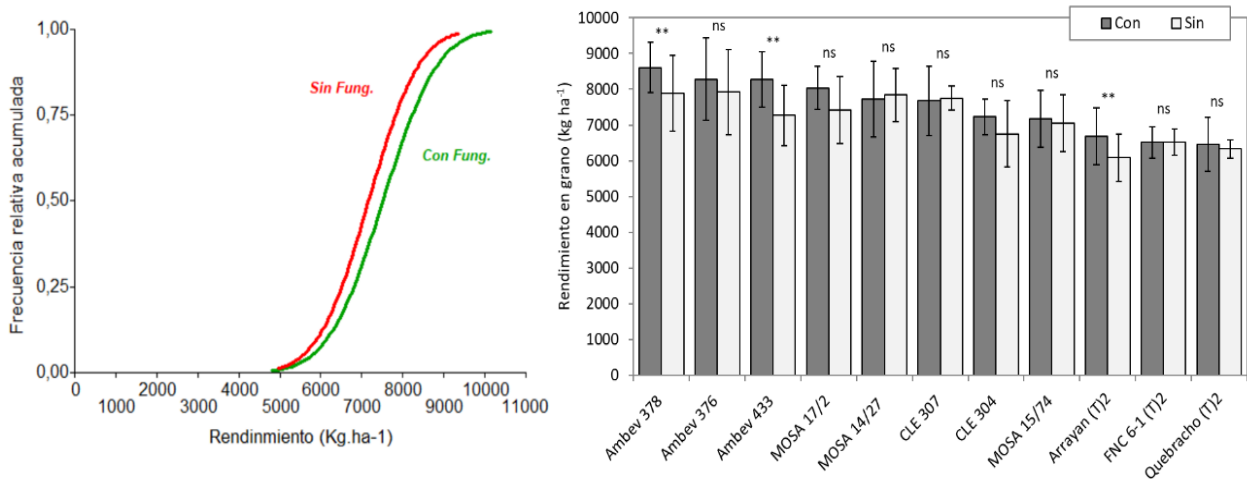 1,00
0,75
0,50
0,25
0,00
Frecuencia relativa acumulada
Sin Fung.
Con Fung.
0 2000 4000 6000 8000 10000
1000 3000 5000 7000 9000 11000
Rendinmiento (Kg.ha-1)
Con Sin
10000
9000
8000
7000
6000
5000
4000
3000
2000
1000
0
Rendimiento en grano (kg ha-1)
** ns ** ns ns ns ns ns ** ns ns
Ambev 378
Ambev 376
Ambev 433
MOSA 17/2
MOSA 14/27
CLE 307
CLE 304
MOSA 15/74
Arrayan (T)2
FNC 6-1 (T)2
Quebracho (T)2